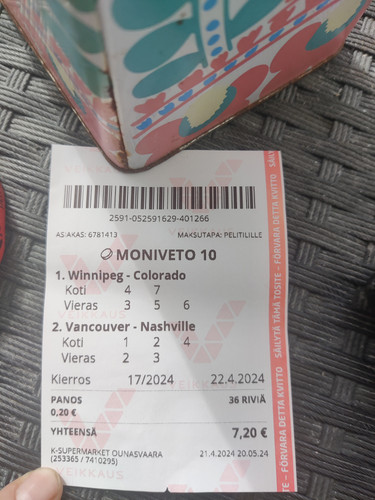 2591-052591629-401266
ASIAKAS: 6781413 MAKSUTAPA: PELITILILLE
MONIVETO 10
1. Winnipeg - Colorado
Koti 4 7
Vieras 3 5 6
2. Vancouver - Nashville
Koti 1 2 4
Vieras 2 3
Kierros 17/2024 22.4.2024
PANOS 36 RIVIÄ
0,20 €
YHTEENSÄ 7,20 €
K-SUPERMARKET OUNASVAARA 21.4.2024 20.05.24
(253365 / 7410295)
VEIKKAUS
SÄILYTÄ TÄMÄ TOSITE – FÖRVARA DETTA KVITTO